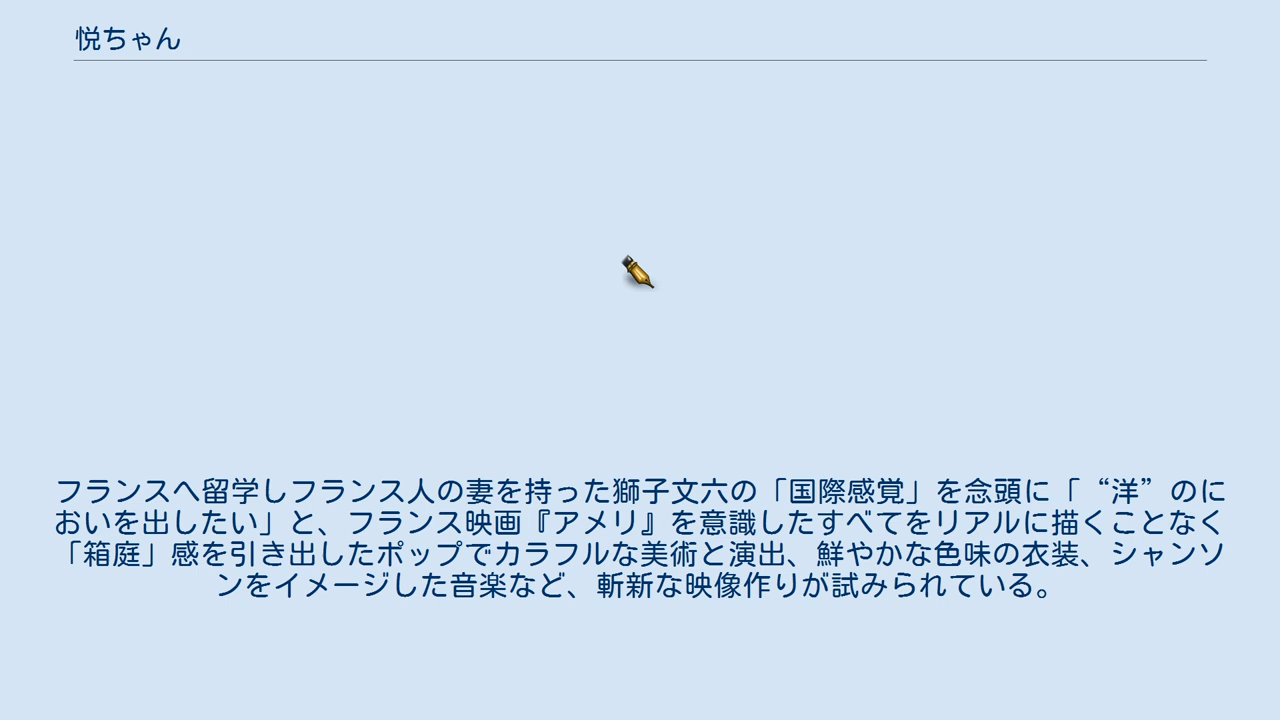 悦ちゃん
フランスへ留学しフランス人の妻を持った獅子文六の「国際感覚」を念頭に「“洋”のに
おいを出したい」と、フランス映画『アメリ』を意識したすべてをリアルに描くことなく
「箱庭」感を引き出したポップでカラフルな美術と演出、鮮やかな色味の衣装、シャンソ
ンをイメージした音楽など、斬新な映像作りが試みられている。